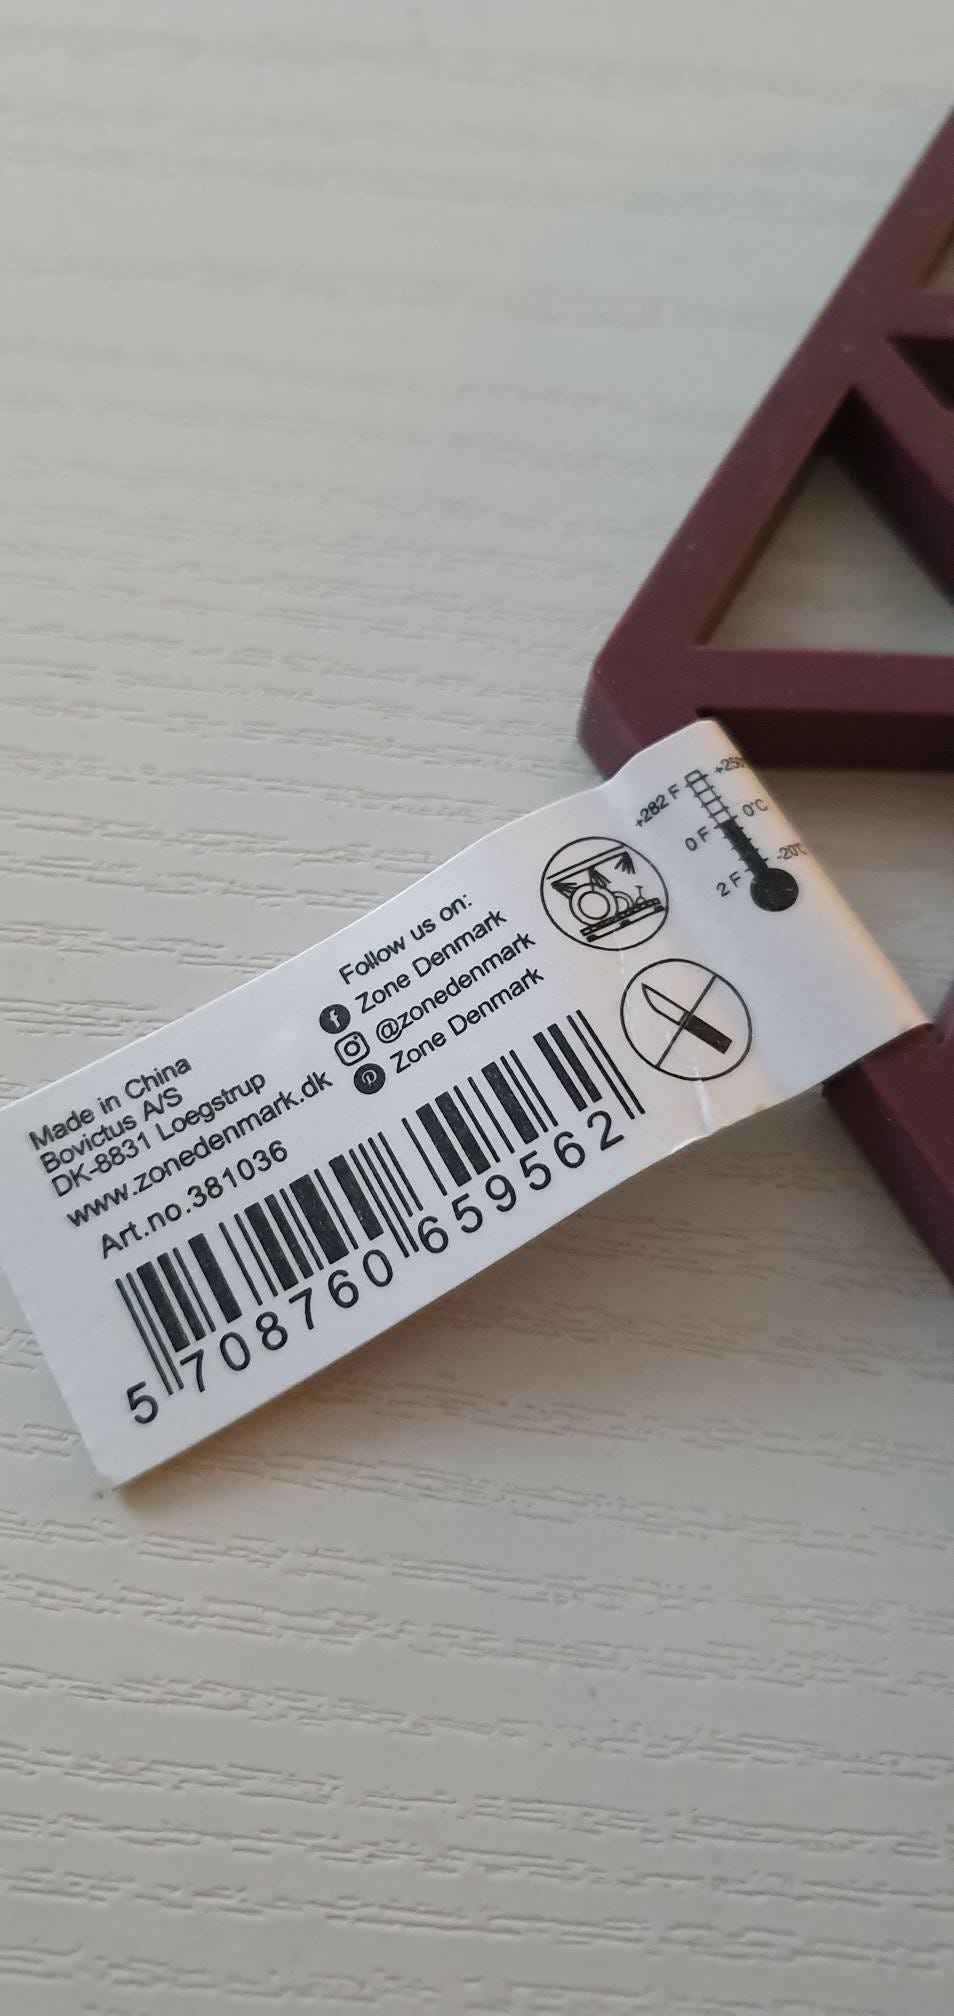 Made in China
Bovictus A/S
DK-8831 Loegstrup
www.zonedenmark.dk
Art.no.381036
Follow us on:
Zone Denmark
@zonedenmark
Zone Denmark
5 708760 659562
+282 F
0 F 0°C
2 F -20°C